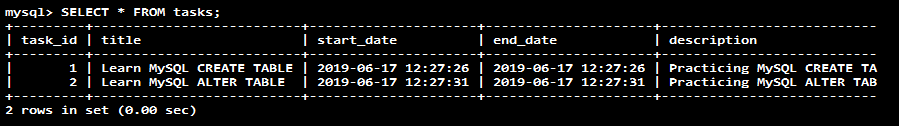 mysql> SELECT * FROM tasks;
+---------+--------------------------+---------------------+---------------------+--------------------------
| task_id | title                    | start_date          | end_date            | description
+---------+--------------------------+---------------------+---------------------+--------------------------
|       1 | Learn MySQL CREATE TABLE | 2019-06-17 12:27:26 | 2019-06-17 12:27:26 | Practicing MySQL CREATE TA
|       2 | Learn MySQL ALTER TABLE  | 2019-06-17 12:27:31 | 2019-06-17 12:27:31 | Practicing MySQL ALTER TAB
+---------+--------------------------+---------------------+---------------------+--------------------------
2 rows in set (0.00 sec)